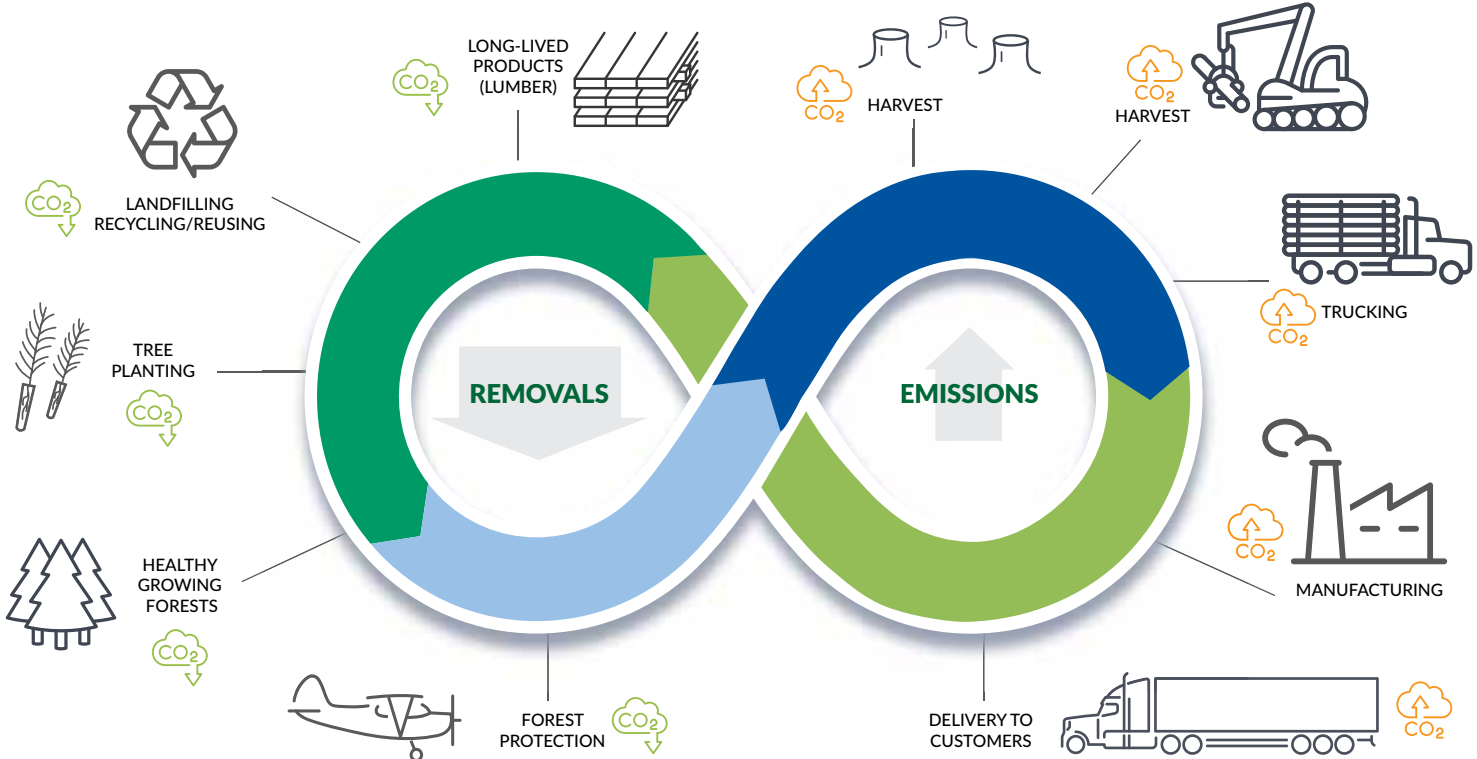 LONG-LIVED
PRODUCTS
(LUMBER)
CO2
LANDFILLING
RECYCLING/REUSING
CO2
TREE
PLANTING
CO2
HEALTHY
GROWING
FORESTS
CO2
FOREST
PROTECTION
CO2
REMOVALS
EMISSIONS
HARVEST
CO2
HARVEST
CO2
TRUCKING
CO2
MANUFACTURING
CO2
DELIVERY TO
CUSTOMERS
CO2